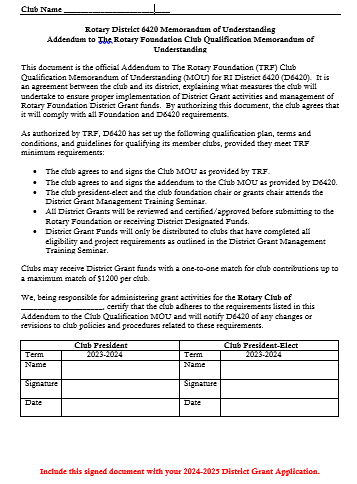 Club Name ________________________
Rotary District 6420 Memorandum of Understanding
Addendum to The Rotary Foundation Club Qualification Memorandum of
Understanding
This document is the official Addendum to The Rotary Foundation (TRF) Club
Qualification Memorandum of Understanding (MOU) for RI District 6420 (D6420). It is
an agreement between the club and its district, explaining what measures the club will
undertake to ensure proper implementation of District Grant activities and management of
Rotary Foundation District Grant funds. By authorizing this document, the club agrees that
it will comply with all Foundation and D6420 requirements.
As authorized by TRF, D6420 has set up the following qualification plan, terms and
conditions, and guidelines for qualifying its member clubs, provided they meet TRF
minimum requirements:
• The club agrees to and signs the Club MOU as provided by TRF.
• The club agrees to and signs the addendum to the Club MOU as provided by D6420.
• The club president-elect and the club foundation chair or grants chair attends the
District Grant Management Training Seminar.
• All District Grants will be reviewed and certified/approved before submitting to the
Rotary Foundation or receiving District Designated Funds.
• District Grant Funds will only be distributed to clubs that have completed all
eligibility and project requirements as outlined in the District Grant Management
Training Seminar.
Clubs may receive District Grant funds with a one-to-one match for club contributions up to
a maximum match of $1200 per club.
We, being responsible for administering grant activities for the Rotary Club of
____________________, certify that the club adheres to the requirements listed in this
Addendum to the Club Qualification MOU and will notify D6420 of any changes or
revisions to club policies and procedures related to these requirements.
Club President Club President-Elect
Term 2023-2024 Term 2023-2024
Name Name
Signature Signature
Date Date
Include this signed document with your 2024-2025 District Grant Application.